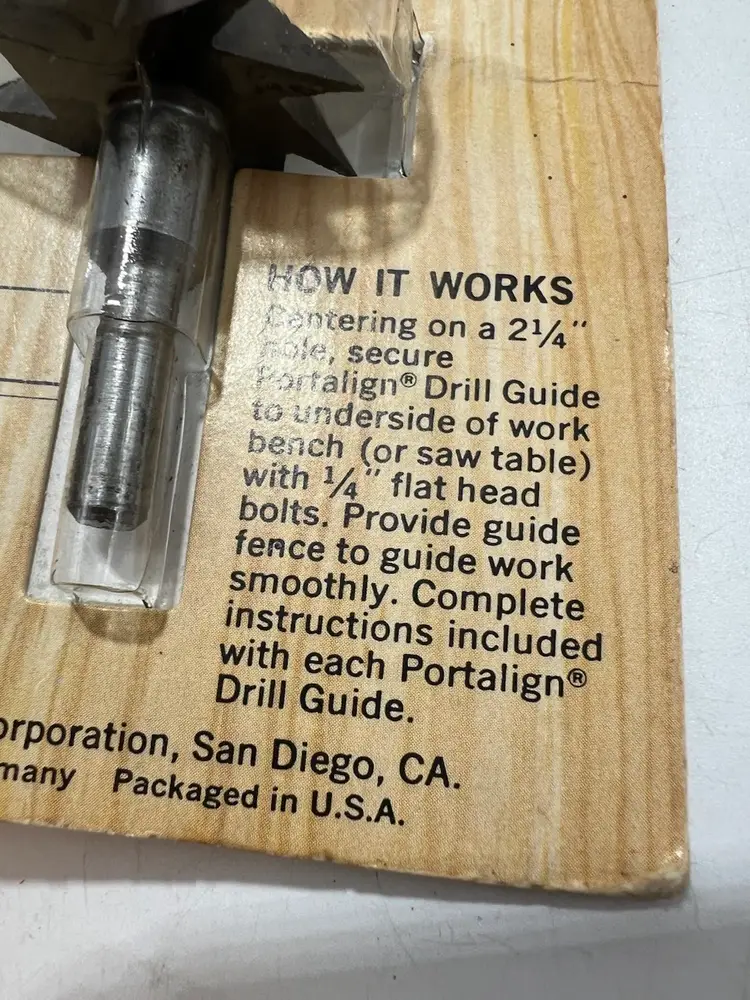 HOW IT WORKS
Centering on a 2¼"
hole, secure
Portalign® Drill Guide
to underside of work
bench (or saw table)
with ¼" flat head
bolts. Provide guide
fence to guide work
smoothly. Complete
instructions included
with each Portalign®
Drill Guide.
orporation, San Diego, CA.
many Packaged in U.S.A.